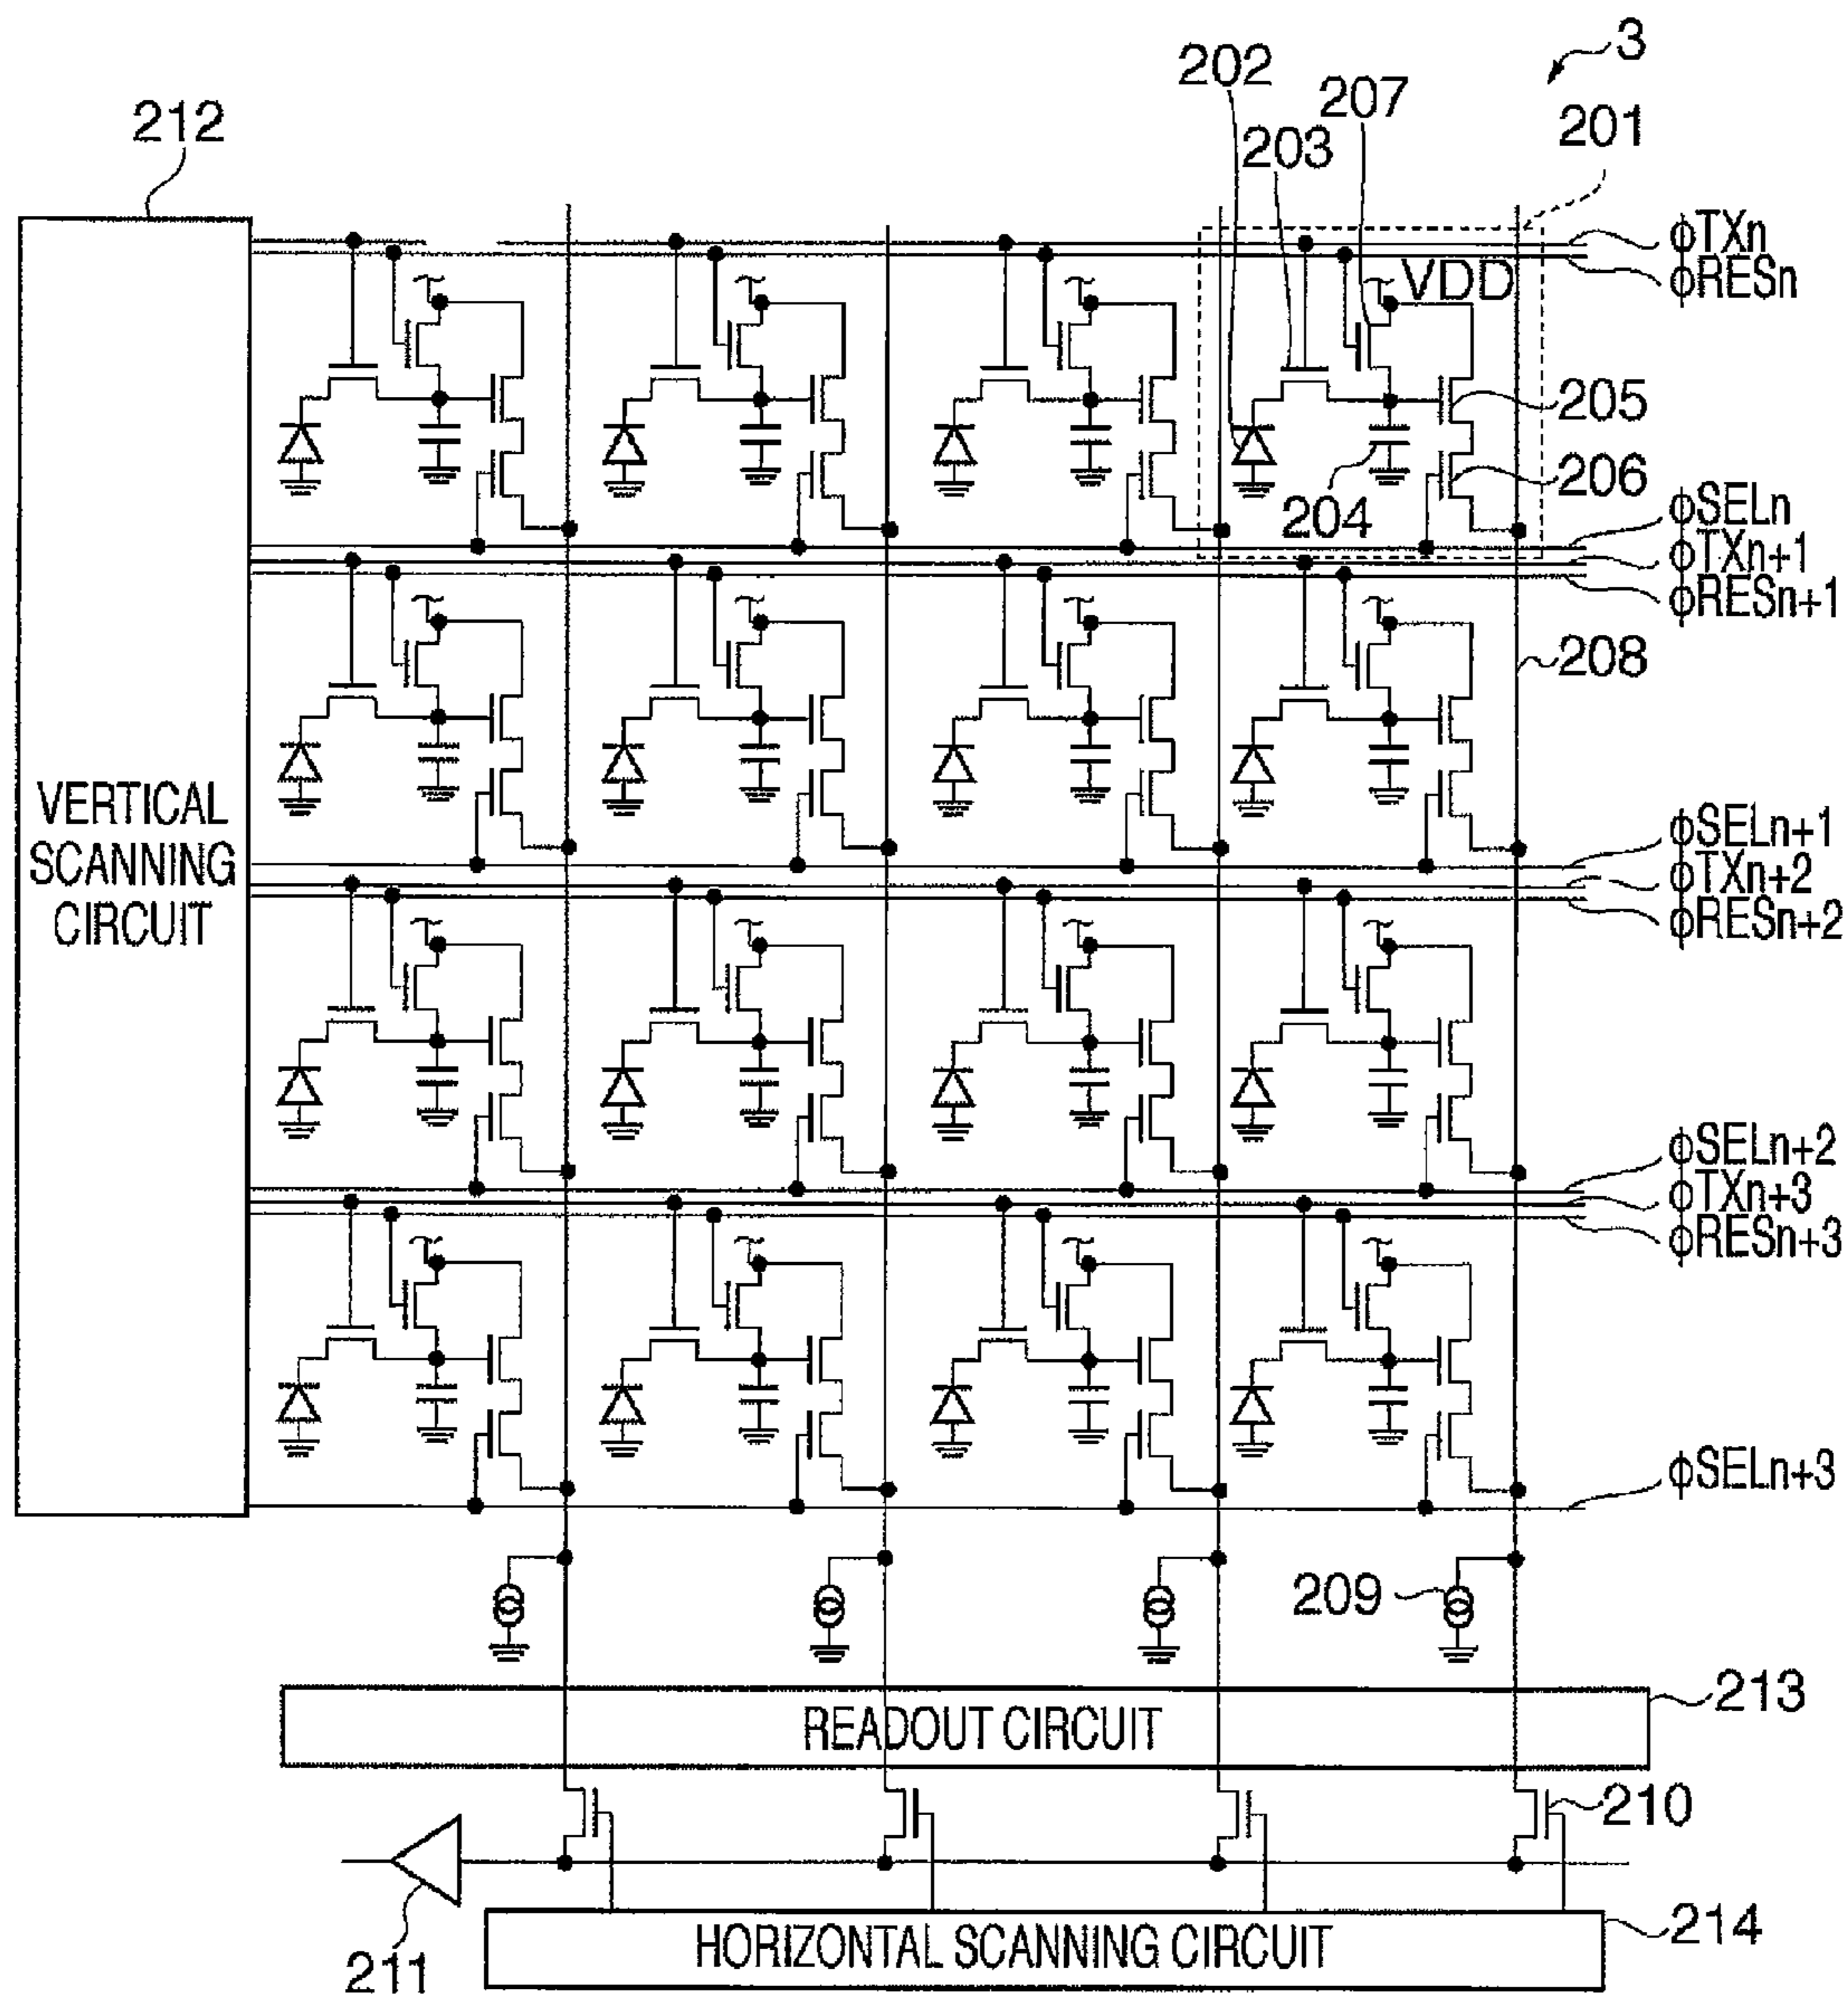 3
202
207
201
212
203
ϕTXn
ϕRESn
VDD
205
206
204
ϕSELn
ϕTXn+1
ϕRESn+1
208
ϕSELn+1
ϕTXn+2
ϕRESn+2
VERTICAL
SCANNING
CIRCUIT
ϕSELn+2
ϕTXn+3
ϕRESn+3
ϕSELn+3
209
213
READOUT CIRCUIT
210
211
214
HORIZONTAL SCANNING CIRCUIT